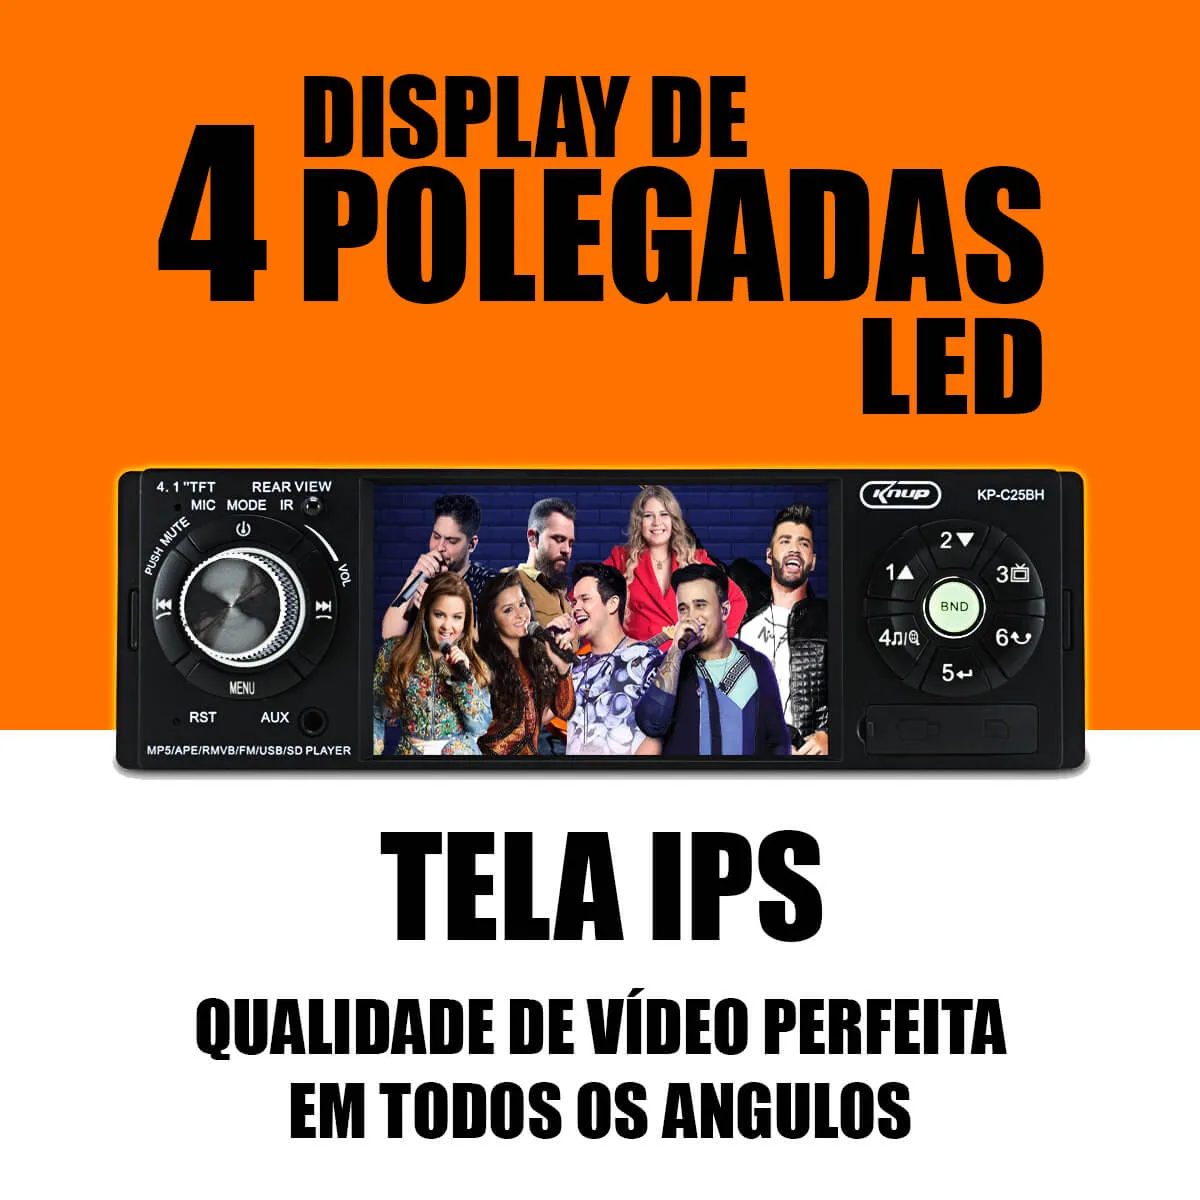 DISPLAY DE
4 POLEGADAS
LED
4.1"TFT REAR VIEW
MIC MODE IR
PUSH MUTE
VOL
MENU
RST AUX
MP5/APE/RMVB/FM/USB/SD PLAYER
Knup KP-C25BH
2
1
3
BND
4
6
5
TELA IPS
QUALIDADE DE VÍDEO PERFEITA
EM TODOS OS ANGULOS